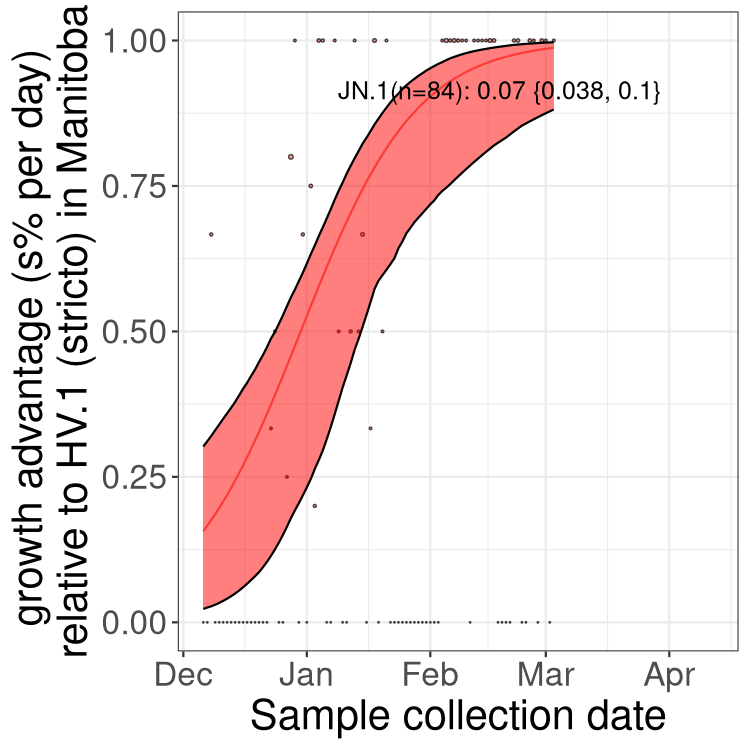 growth advantage (s% per day)
relative to HV.1 (stricto) in Manitoba
1.00
0.75
0.50
0.25
0.00
JN.1(n=84): 0.07 {0.038, 0.1}
Dec Jan Feb Mar Apr
Sample collection date